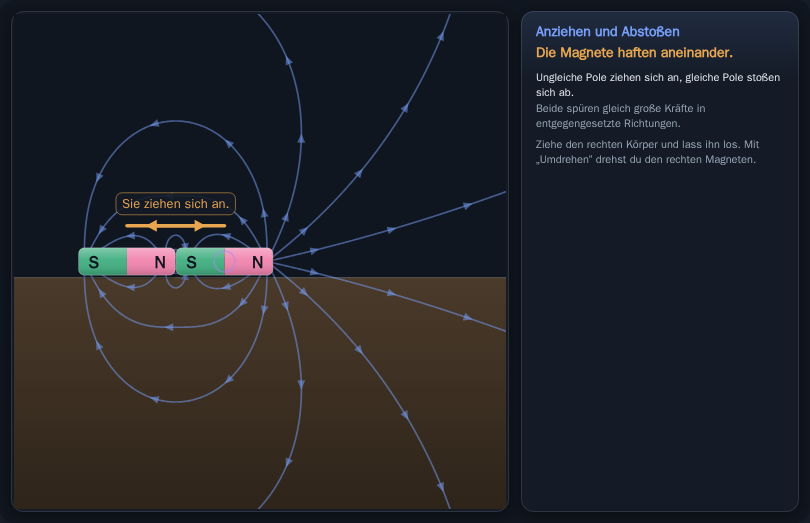 Anziehen und Abstoßen
Die Magnete haften aneinander.
Ungleiche Pole ziehen sich an, gleiche Pole stoßen
sich ab.
Beide spüren gleich große Kräfte in
entgegengesetzte Richtungen.
Ziehe den rechten Körper und lass ihn los. Mit
„Umdrehen" drehst du den rechten Magneten.
Sie ziehen sich an.
S N S N